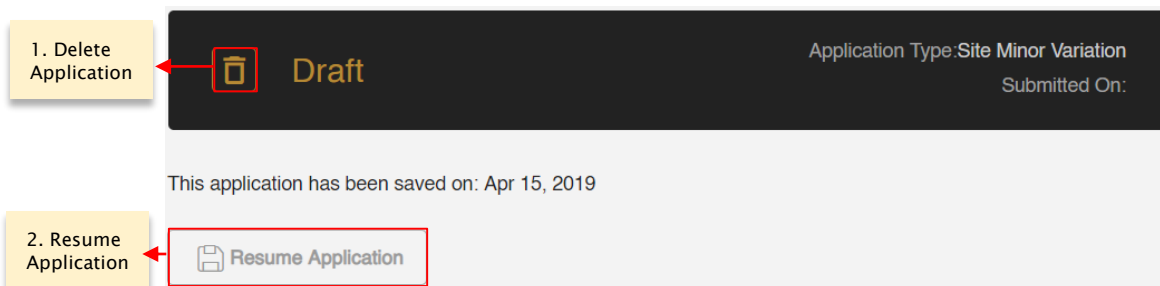 1. Delete
Application
Draft
Application Type:Site Minor Variation
Submitted On:
This application has been saved on: Apr 15, 2019
2. Resume
Application
Resume Application